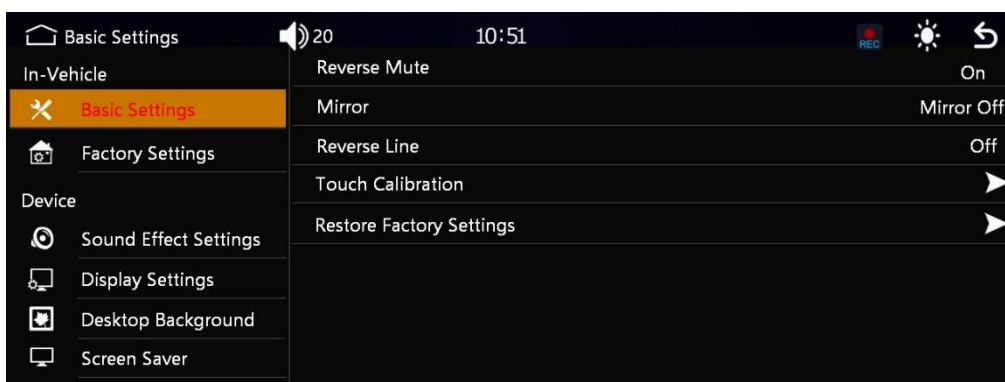 Basic Settings 20 10:51 REC
In-Vehicle
Basic Settings
Factory Settings
Device
Sound Effect Settings
Display Settings
Desktop Background
Screen Saver
Reverse Mute On
Mirror Mirror Off
Reverse Line Off
Touch Calibration
Restore Factory Settings